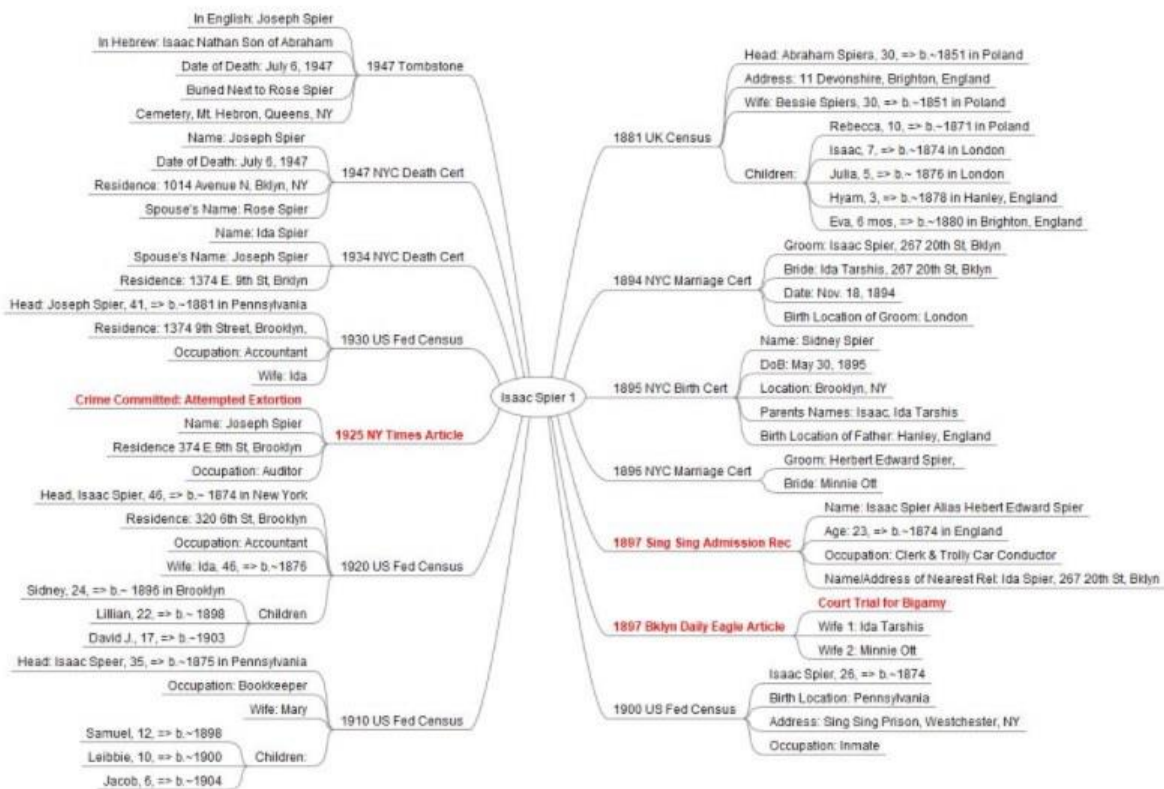 In English: Joseph Spier
In Hebrew: Isaac Nathan Son of Abraham
Date of Death: July 6, 1947
Buried Next to Rose Spier
Cemetery, Mt. Hebron, Queens, NY
1947 Tombstone
Name: Joseph Spier
Date of Death: July 6, 1947
Residence: 1014 Avenue N, Bklyn, NY
Spouse's Name: Rose Spier
1947 NYC Death Cert
Name: Ida Spier
Spouse's Name: Joseph Spier
Residence: 1374 E. 9th St, Brklyn
1934 NYC Death Cert
Head: Joseph Spier, 41, => b.~1881 in Pennsylvania
Residence: 1374 9th Street, Brooklyn,
Occupation: Accountant
Wife: Ida
1930 US Fed Census
Crime Committed: Attempted Extortion
Name: Joseph Spier
Residence 374 E.9th St, Brooklyn
Occupation: Auditor
1925 NY Times Article
Head, Isaac Spier, 46, => b.~ 1874 in New York
Residence: 320 6th St, Brooklyn
Occupation: Accountant
Wife: Ida, 46, => b.~1876
Sidney, 24, => b.~ 1896 in Brooklyn
Lillian, 22, => b.~ 1898
David J., 17, => b.~1903
Children
1920 US Fed Census
Head: Isaac Speer, 35, => b.~1875 in Pennsylvania
Occupation: Bookkeeper
Wife: Mary
Samuel, 12, => b.~1898
Leibbie, 10, => b.~1900
Jacob, 6, => b.~1904
Children:
1910 US Fed Census
Isaac Spier 1
1881 UK Census
Head: Abraham Spiers, 30, => b.~1851 in Poland
Address: 11 Devonshire, Brighton, England
Wife: Bessie Spiers, 30, => b.~1851 in Poland
Children:
Rebecca, 10, => b.~1871 in Poland
Isaac, 7, => b.~1874 in London
Julia, 5, => b.~ 1876 in London
Hyam, 3, => b.~1878 in Hanley, England
Eva, 6 mos, => b.~1880 in Brighton, England
1894 NYC Marriage Cert
Groom: Isaac Spier, 267 20th St, Bklyn
Bride: Ida Tarshis, 267 20th St, Bklyn
Date: Nov. 18, 1894
Birth Location of Groom: London
1895 NYC Birth Cert
Name: Sidney Spier
DoB: May 30, 1895
Location: Brooklyn, NY
Parents Names: Isaac, Ida Tarshis
Birth Location of Father: Hanley, England
1896 NYC Marriage Cert
Groom: Herbert Edward Spier,
Bride: Minnie Ott
1897 Sing Sing Admission Rec
Name: Isaac Spier Alias Hebert Edward Spier
Age: 23, => b.~1874 in England
Occupation: Clerk & Trolly Car Conductor
Name/Address of Nearest Rel: Ida Spier, 267 20th St, Bklyn
1897 Bklyn Daily Eagle Article
Court Trial for Bigamy
Wife 1: Ida Tarshis
Wife 2: Minnie Ott
1900 US Fed Census
Isaac Spier, 26, => b.~1874
Birth Location: Pennsylvania
Address: Sing Sing Prison, Westchester, NY
Occupation: Inmate